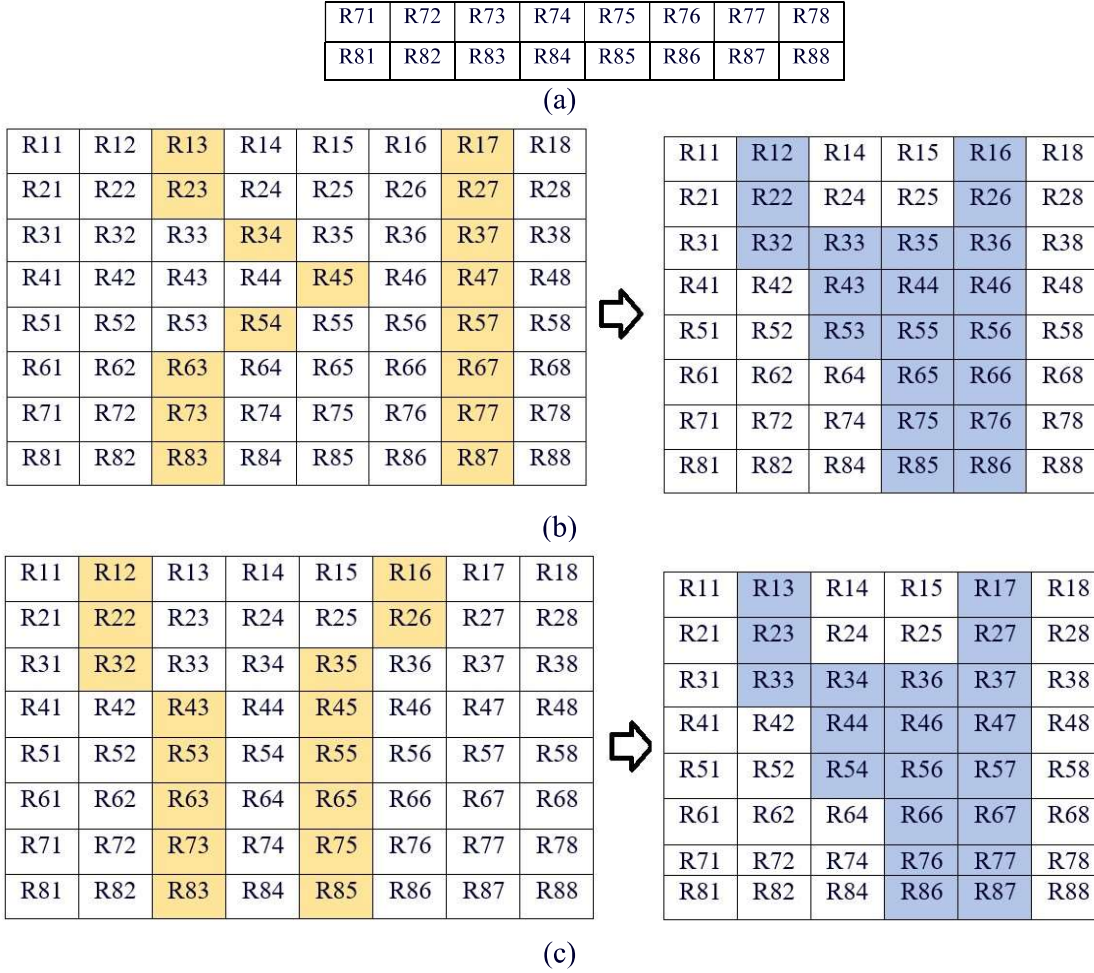 R71 R72 R73 R74 R75 R76 R77 R78
R81 R82 R83 R84 R85 R86 R87 R88
(a)
R11 R12 R13 R14 R15 R16 R17 R18
R21 R22 R23 R24 R25 R26 R27 R28
R31 R32 R33 R34 R35 R36 R37 R38
R41 R42 R43 R44 R45 R46 R47 R48
R51 R52 R53 R54 R55 R56 R57 R58
R61 R62 R63 R64 R65 R66 R67 R68
R71 R72 R73 R74 R75 R76 R77 R78
R81 R82 R83 R84 R85 R86 R87 R88
R11 R12 R14 R15 R16 R18
R21 R22 R24 R25 R26 R28
R31 R32 R33 R35 R36 R38
R41 R42 R43 R44 R46 R48
R51 R52 R53 R55 R56 R58
R61 R62 R64 R65 R66 R68
R71 R72 R74 R75 R76 R78
R81 R82 R84 R85 R86 R88
(b)
R11 R12 R13 R14 R15 R16 R17 R18
R21 R22 R23 R24 R25 R26 R27 R28
R31 R32 R33 R34 R35 R36 R37 R38
R41 R42 R43 R44 R45 R46 R47 R48
R51 R52 R53 R54 R55 R56 R57 R58
R61 R62 R63 R64 R65 R66 R67 R68
R71 R72 R73 R74 R75 R76 R77 R78
R81 R82 R83 R84 R85 R86 R87 R88
R11 R13 R14 R15 R17 R18
R21 R23 R24 R25 R27 R28
R31 R33 R34 R36 R37 R38
R41 R42 R44 R46 R47 R48
R51 R52 R54 R56 R57 R58
R61 R62 R64 R66 R67 R68
R71 R72 R74 R76 R77 R78
R81 R82 R84 R86 R87 R88
(c)